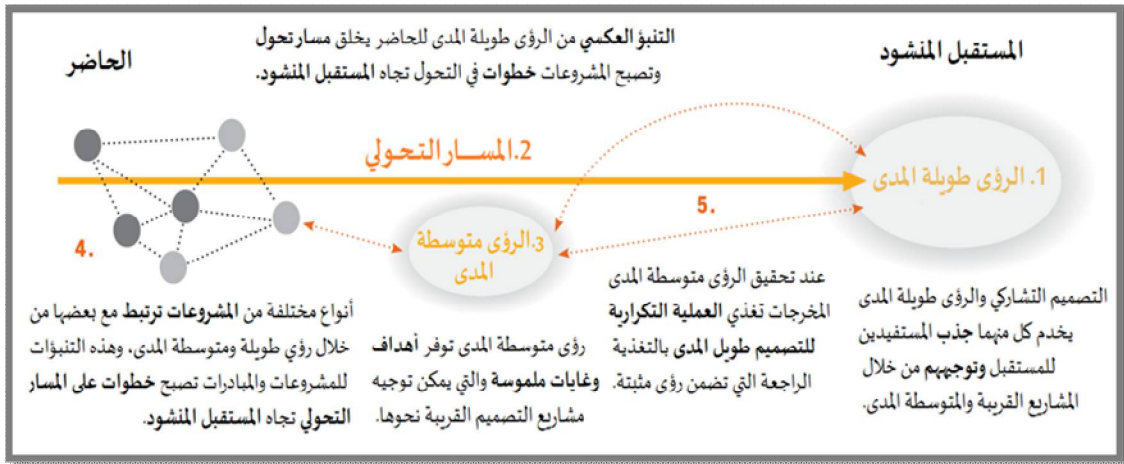 المستقبل المنشود
التنبؤ العكسي من الرؤى طويلة المدى للحاضر يخلق مسار تحول
وتصبح المشروعات خطوات في التحول تجاه المستقبل المنشود.
الحاضر
2.المسار التحولي
1. الرؤى طويلة المدى
5.
3.الرؤى متوسطة
المدى
4.
التصميم التشاركي والرؤى طويلة المدى
يخدم كل منهما جذب المستفيدين
للمستقبل وتوجيههم من خلال
المشاريع القريبة والمتوسطة المدى.
عند تحقيق الرؤى متوسطة المدى
المخرجات تغذي العملية التكرارية
للتصميم طويل المدى بالتغذية
الراجعة التي تضمن رؤى مثبتة.
رؤى متوسطة المدى توفر أهداف
وغايات ملموسة والتي يمكن توجيه
مشاريع التصميم القريبة نحوها.
أنواع مختلفة من المشروعات ترتبط مع بعضها من
خلال رؤي طويلة ومتوسطة المدى، وهذه التنبؤات
للمشروعات والمبادرات تصبح خطوات على المسار
التحولي تجاه المستقبل المنشود.